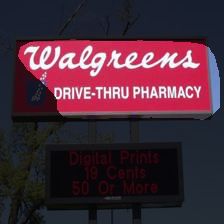 Walgreens
DRIVE-THRU PHARMACY
Digital Prints
19 Cents
50 Or More